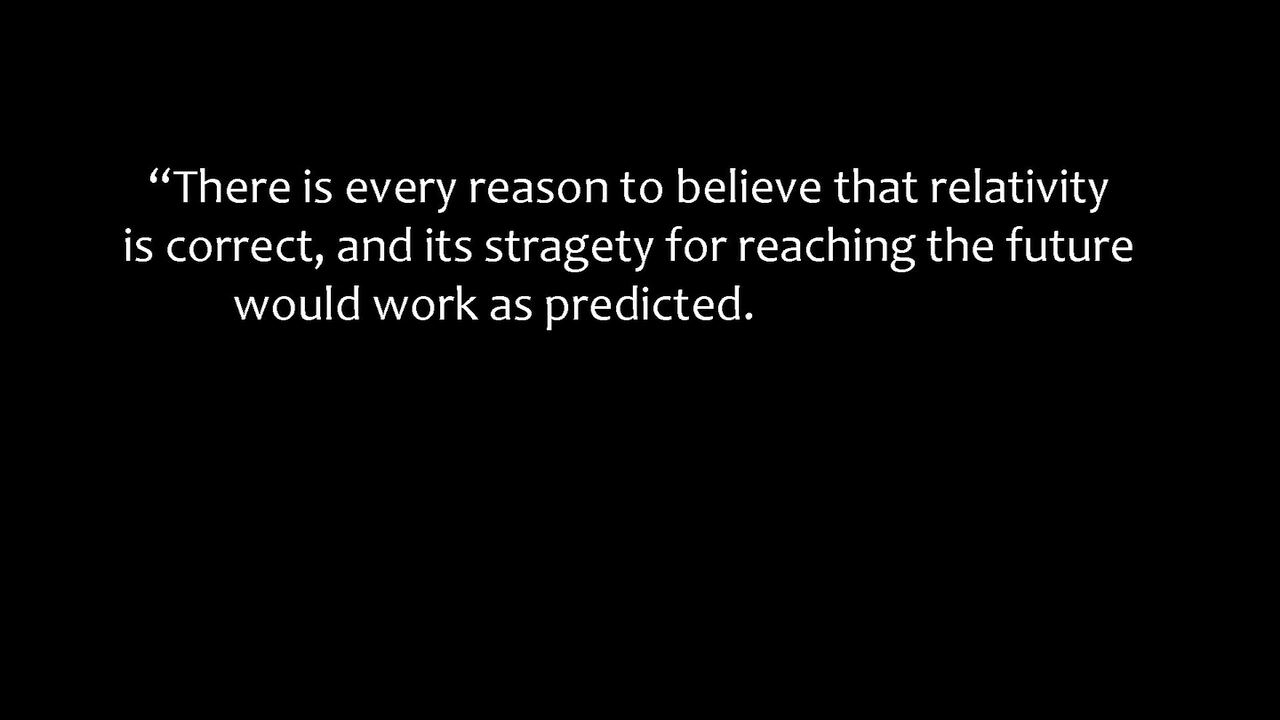 “There is every reason to believe that relativity
is correct, and its stragety for reaching the future
would work as predicted.